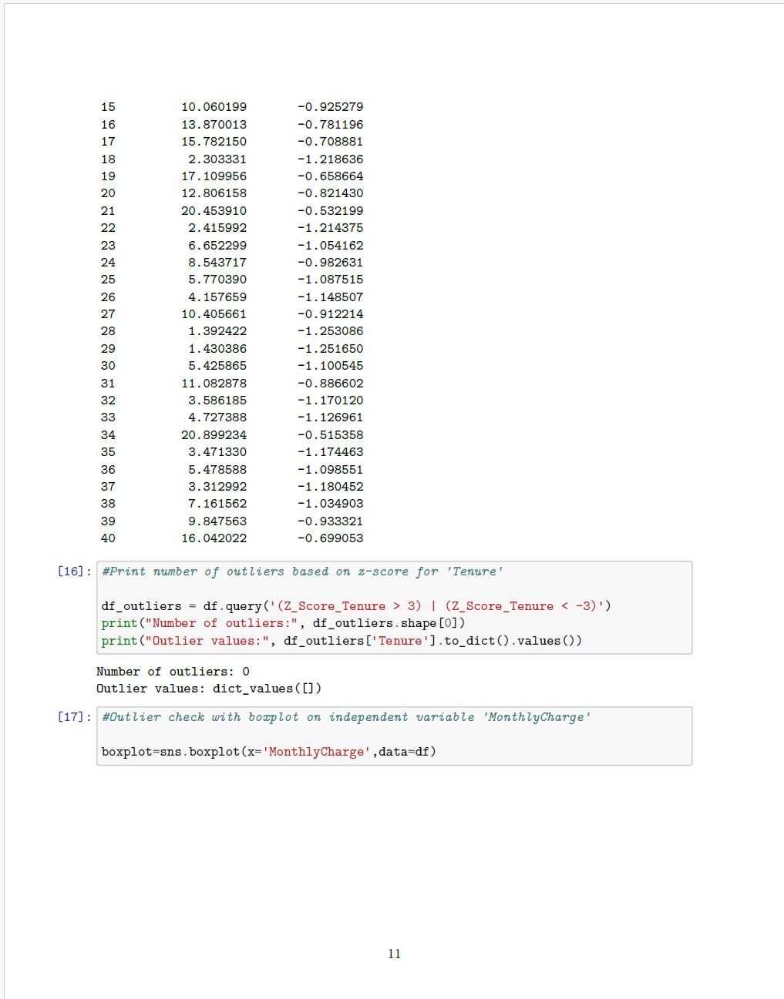 15 10.060199 -0.925279
16 13.870013 -0.781196
17 15.782150 -0.708881
18 2.303331 -1.218636
19 17.109956 -0.658664
20 12.806158 -0.821430
21 20.453910 -0.532199
22 2.415992 -1.214375
23 6.652299 -1.054162
24 8.543717 -0.982631
25 5.770390 -1.087515
26 4.157659 -1.148507
27 10.405661 -0.912214
28 1.392422 -1.253086
29 1.430386 -1.251650
30 5.425865 -1.100545
31 11.082878 -0.886602
32 3.586185 -1.170120
33 4.727388 -1.126961
34 20.899234 -0.515358
35 3.471330 -1.174463
36 5.478588 -1.098551
37 3.312992 -1.180452
38 7.161562 -1.034903
39 9.847563 -0.933321
40 16.042022 -0.699053
[16]: #Print number of outliers based on z-score for 'Tenure'
df_outliers = df.query('(Z_Score_Tenure > 3) | (Z_Score_Tenure < -3)')
print("Number of outliers:", df_outliers.shape[0])
print("Outlier values:", df_outliers['Tenure'].to_dict().values())
Number of outliers: 0
Outlier values: dict_values([])
[17]: #Outlier check with boxplot on independent variable 'MonthlyCharge'
boxplot=sns.boxplot(x='MonthlyCharge',data=df)
11